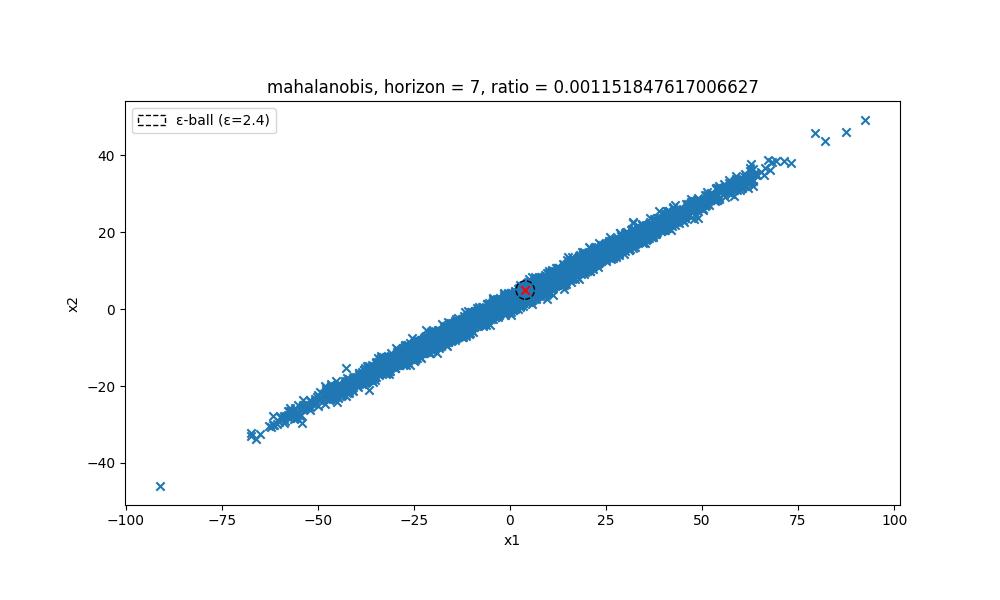 mahalanobis, horizon = 7, ratio = 0.001151847617006627
ε-ball (ε=2.4)
x2
40
20
0
−20
−40
−100 −75 −50 −25 0 25 50 75 100
x1